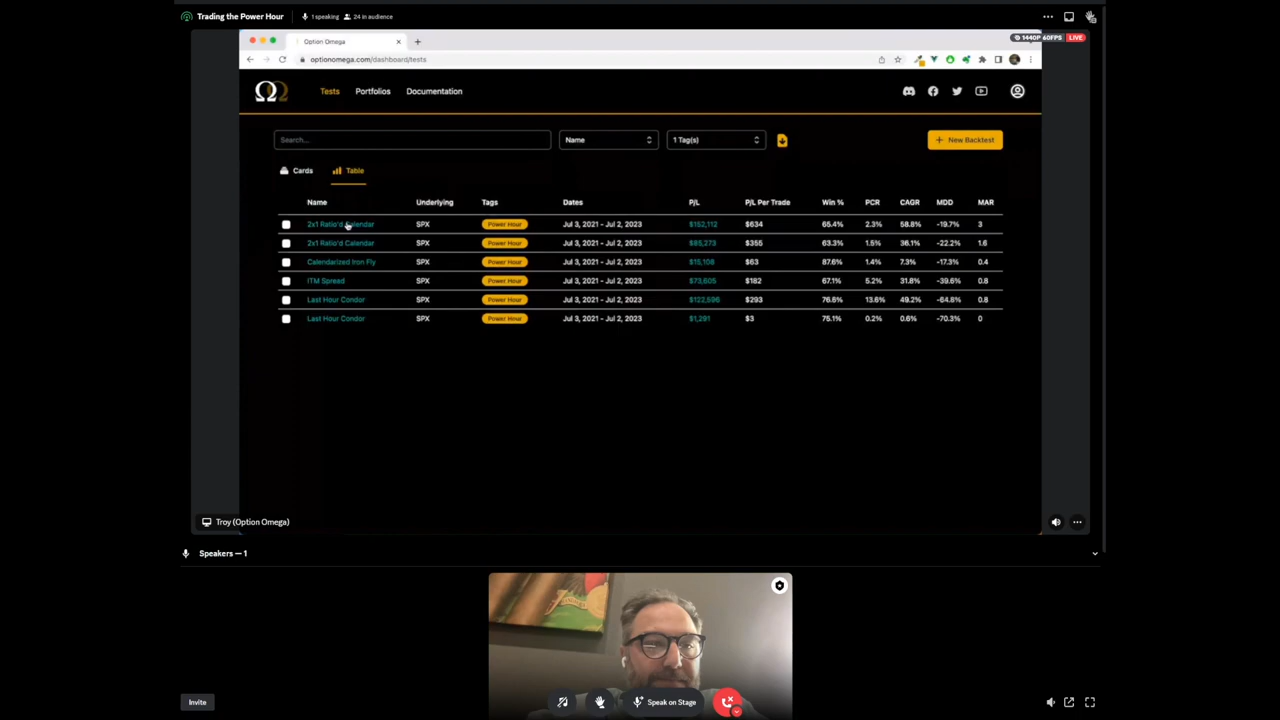 Trading the Power Hour 1 speaking 24 in audience
1440P 60FPS LIVE
Option Omega
optionomega.com/dashboard/tests
Tests Portfolios Documentation
Search... Name 1 Tag(s) + New Backtest
Cards Table
Name Underlying Tags Dates P/L P/L Per Trade Win % PCR CAGR MDD MAR
2x1 Ratio'd Calendar SPX Power Hour Jul 3, 2021 - Jul 2, 2023 $152,112 $634 65.4% 2.3% 58.8% -19.7% 3
2x1 Ratio'd Calendar SPX Power Hour Jul 3, 2021 - Jul 2, 2023 $85,273 $355 63.3% 1.5% 36.1% -22.2% 1.6
Calendarized Iron Fly SPX Power Hour Jul 3, 2021 - Jul 2, 2023 $15,108 $63 87.6% 1.4% 7.3% -17.3% 0.4
ITM Spread SPX Power Hour Jul 3, 2021 - Jul 2, 2023 $73,605 $182 67.1% 5.2% 31.8% -39.6% 0.8
Last Hour Condor SPX Power Hour Jul 3, 2021 - Jul 2, 2023 $122,596 $293 76.6% 13.6% 49.2% -64.8% 0.8
Last Hour Condor SPX Power Hour Jul 3, 2021 - Jul 2, 2023 $1,291 $3 75.1% 0.2% 0.6% -70.3% 0
Troy (Option Omega)
Speakers — 1
Invite Speak on Stage